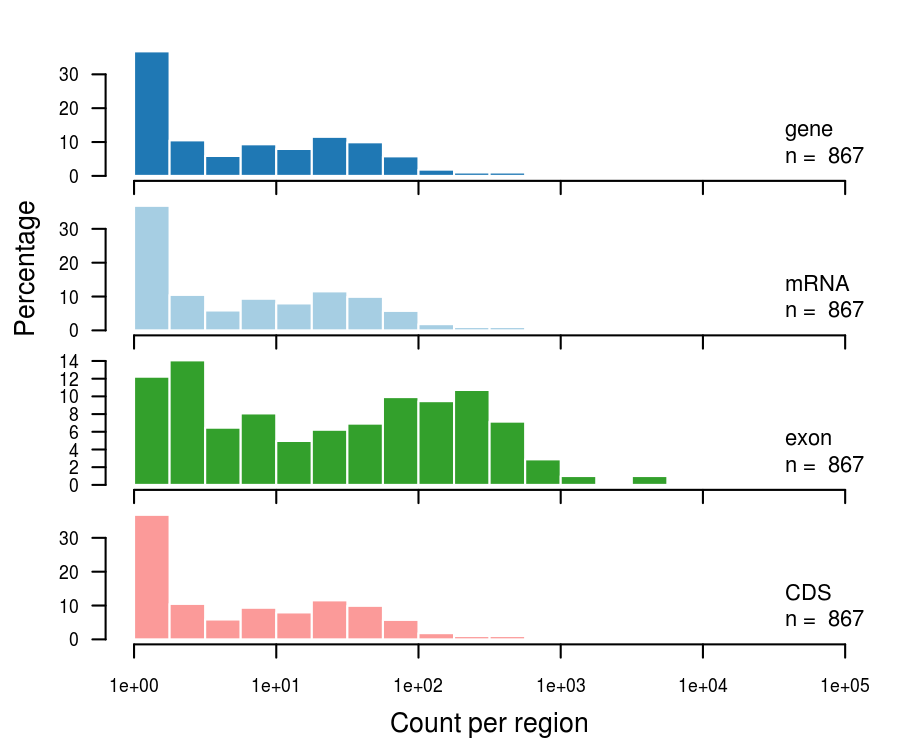 Percentage
30
20
10
0
gene
n = 867
30
20
10
0
mRNA
n = 867
14
12
10
8
6
4
2
0
exon
n = 867
30
20
10
0
CDS
n = 867
1e+00 1e+01 1e+02 1e+03 1e+04 1e+05
Count per region